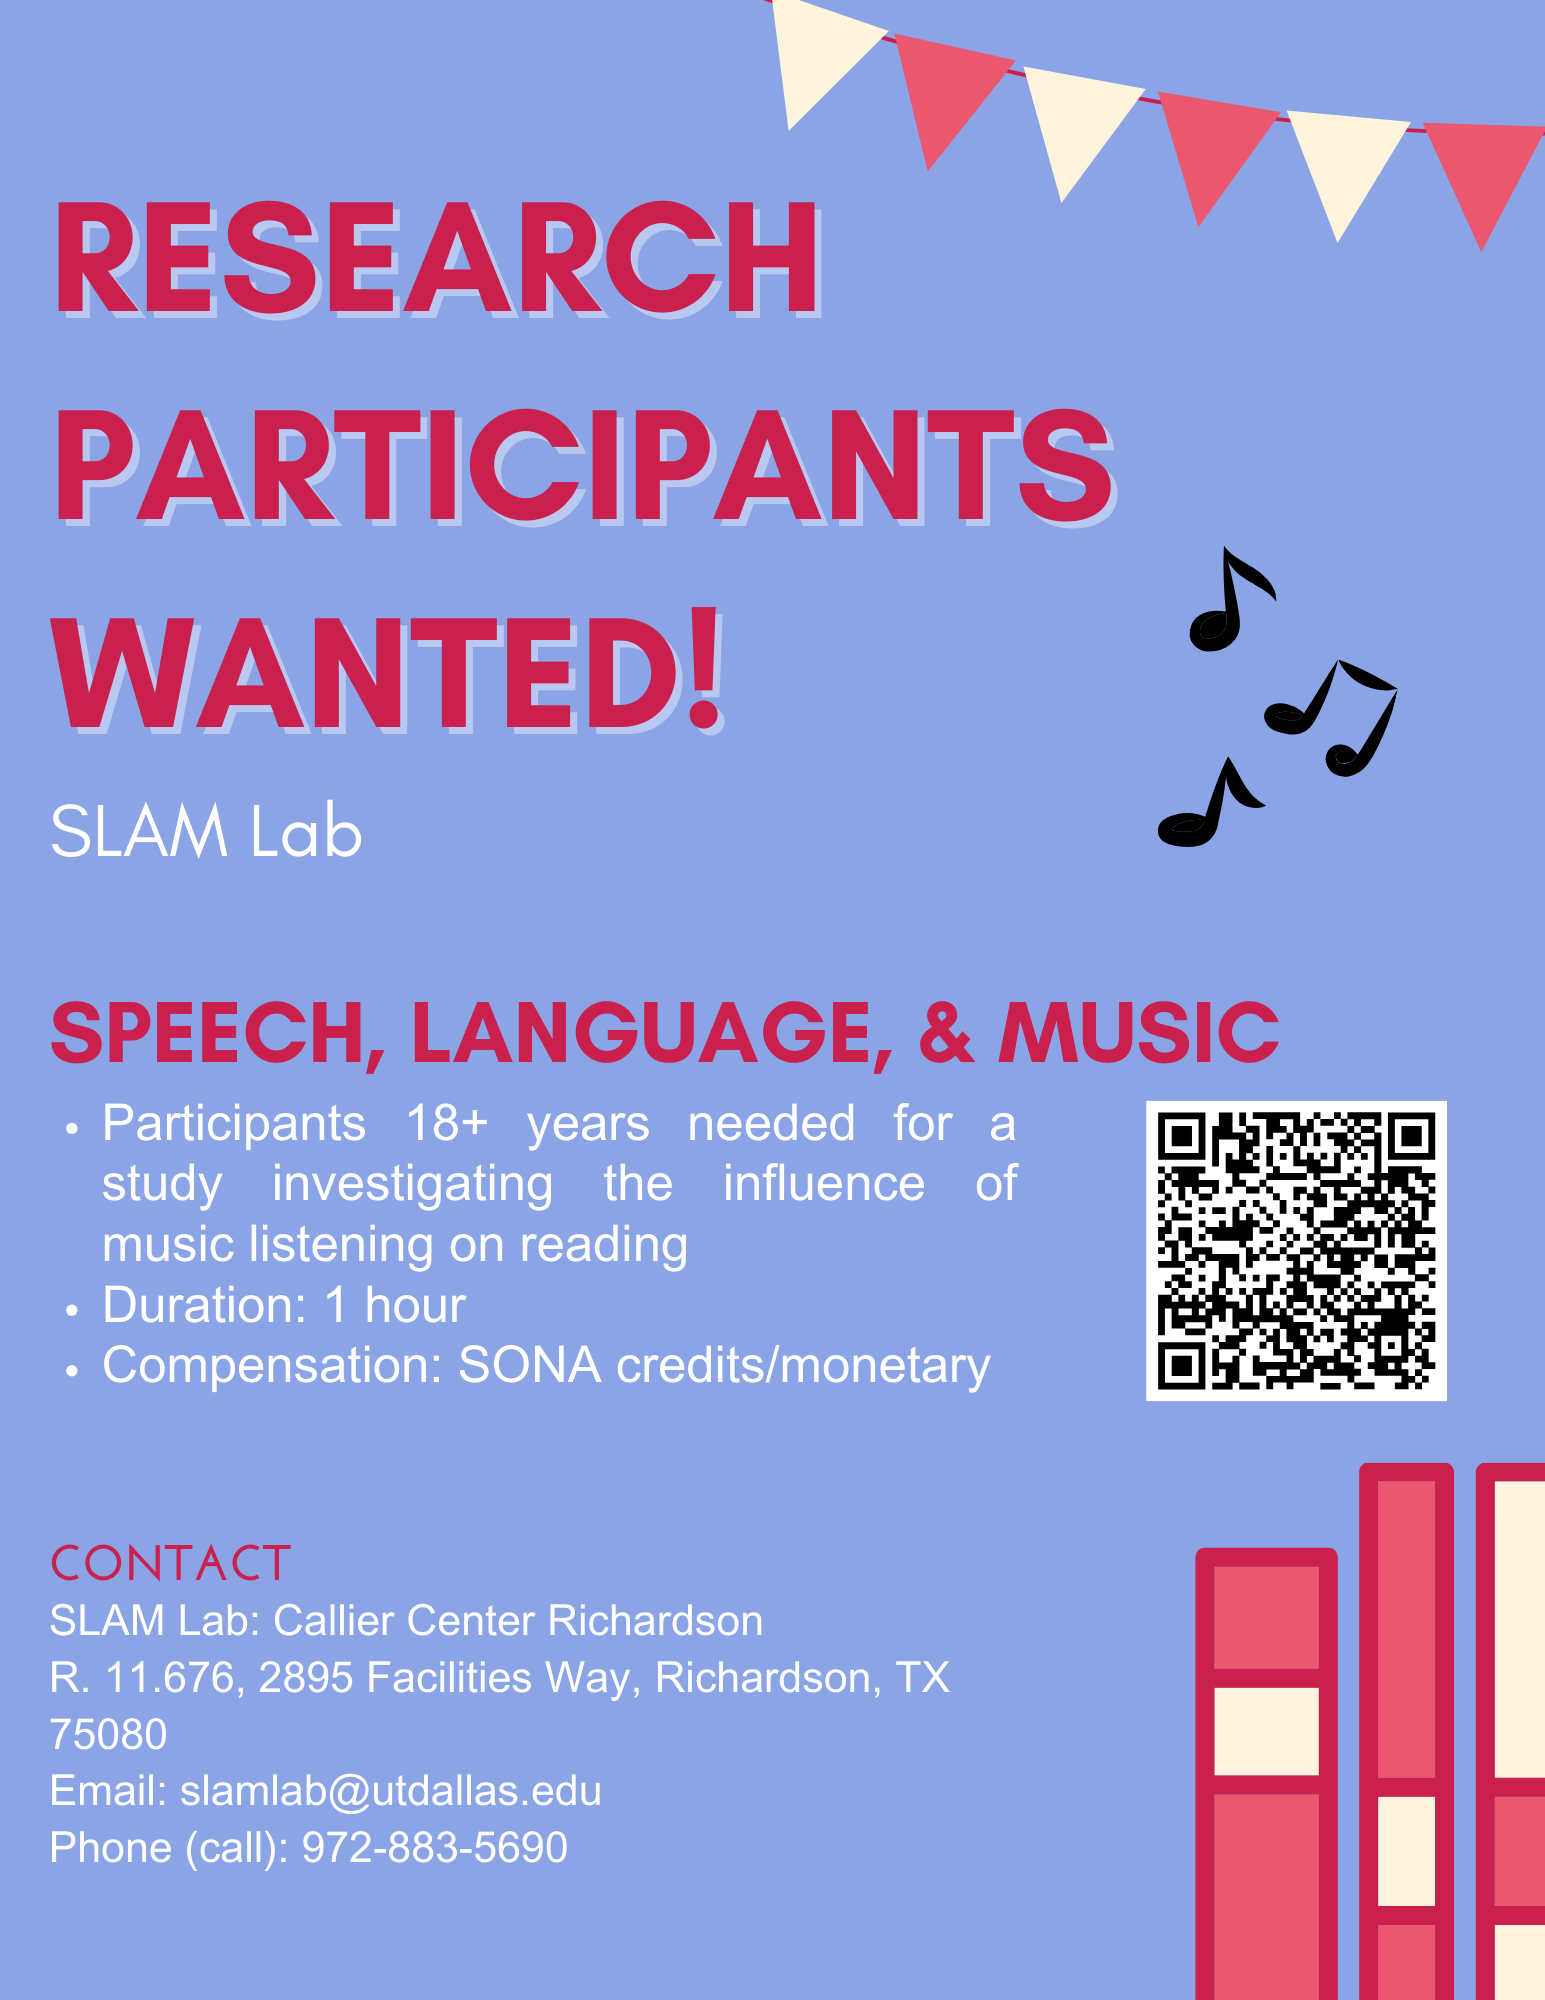 RESEARCH
PARTICIPANTS
WANTED!
SLAM Lab
SPEECH, LANGUAGE, & MUSIC
• Participants 18+ years needed for a
study investigating the influence of
music listening on reading
• Duration: 1 hour
• Compensation: SONA credits/monetary
CONTACT
SLAM Lab: Callier Center Richardson
R. 11.676, 2895 Facilities Way, Richardson, TX
75080
Email: slamlab@utdallas.edu
Phone (call): 972-883-5690